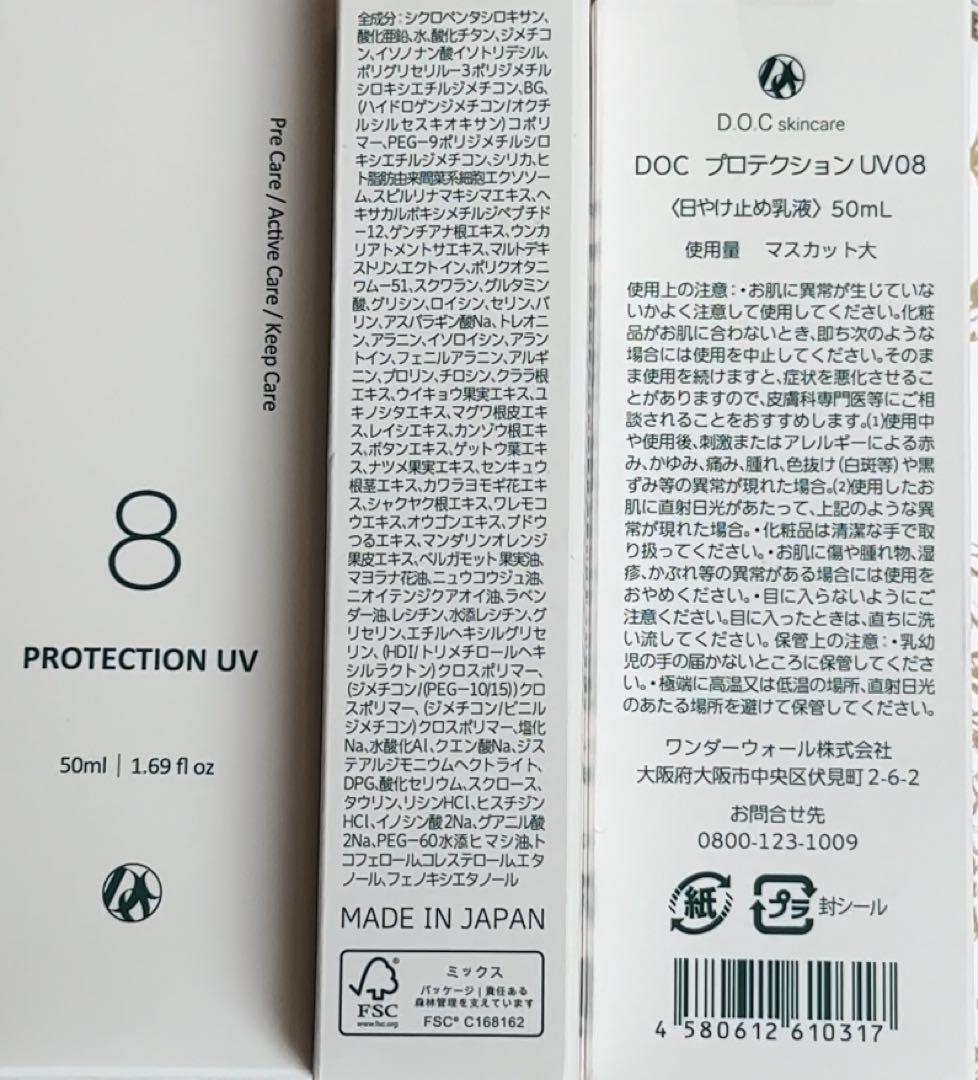 Pre Care / Active Care / Keep Care
8
PROTECTION UV
50ml | 1.69 fl oz
全成分：シクロペンタシロキサン、
酸化亜鉛、水、酸化チタン、ジメチコ
ン、イソノナン酸イソトリデシル、
ポリグリセリル－3ポリジメチル
シロキシエチルジメチコン、BG、
(ハイドロゲンジメチコン/オクチ
ルシルセスキオキサン)コポリ
マー、PEG－9ポリジメチルシロ
キシエチルジメチコン、シリカ、ヒ
ト脂肪由来間葉系細胞エクソソー
ム、スピルリナマキシマエキス、ヘ
キサカルボキシメチルジペプチド
－12、ゲンチアナ根エキス、ウンカ
リアトメントサエキス、マルトデキ
ストリン、エクトイン、ポリクオタニ
ウム－51、スクワラン、グルタミン
酸、グリシン、ロイシン、セリン、バ
リン、アスパラギン酸Na、トレオニ
ン、アラニン、イソロイシン、アラン
トイン、フェニルアラニン、アルギ
ニン、プロリン、チロシン、クララ根
エキス、ウイキョウ果実エキス、ユ
キノシタエキス、マグワ根皮エキ
ス、レイシエキス、カンゾウ根エキ
ス、ボタンエキス、ゲットウ葉エキ
ス、ナツメ果実エキス、センキュウ
根茎エキス、カワラヨモギ花エキ
ス、シャクヤク根エキス、ワレモコ
ウエキス、オウゴンエキス、ブドウ
つるエキス、マンダリンオレンジ
果皮エキス、ベルガモット果実油、
マヨラナ花油、ニュウコウジュ油、
ニオイテンジクアオイ油、ラベン
ダー油、レシチン、水添レシチン、グ
リセリン、エチルヘキシルグリセ
リン、(HDI/トリメチロールヘキ
シルラクトン)クロスポリマー、
(ジメチコン/(PEG－10/15))クロ
スポリマー、(ジメチコン/ビニル
ジメチコン)クロスポリマー、塩化
Na、水酸化Al、クエン酸Na、ジス
テアルジモニウムヘクトライト、
DPG、酸化セリウム、スクロース、
タウリン、リシンHCl、ヒスチジン
HCl、イノシン酸2Na、グアニル酸
2Na、PEG－60水添ヒマシ油、ト
コフェロール、コレステロール、エタ
ノール、フェノキシエタノール
MADE IN JAPAN
FSC
www.fsc.org
ミックス
パッケージ｜責任ある
森林管理を支えています
FSC® C168162
D.O.C skincare
DOC プロテクション UV08
〈日やけ止め乳液〉 50mL
使用量 マスカット大
使用上の注意：・お肌に異常が生じていな
いかよく注意して使用してください。化粧
品がお肌に合わないとき、即ち次のような
場合には使用を中止してください。そのま
ま使用を続けますと、症状を悪化させるこ
とがありますので、皮膚科専門医等にご相
談されることをおすすめします。(1)使用中
や使用後、刺激またはアレルギーによる赤
み、かゆみ、痛み、腫れ、色抜け(白斑等)や黒
ずみ等の異常が現れた場合。(2)使用したお
肌に直射日光があたって、上記のような異
常が現れた場合。・化粧品は清潔な手で取
り扱ってください。・お肌に傷や腫れ物、湿
疹、かぶれ等の異常がある場合には使用を
おやめください。・目に入らないようにご
注意ください。目に入ったときは、直ちに洗
い流してください。保管上の注意：・乳幼
児の手の届かないところに保管してくださ
い。・極端に高温又は低温の場所、直射日光
のあたる場所を避けて保管してください。
ワンダーウォール株式会社
大阪府大阪市中央区伏見町 2-6-2
お問合せ先
0800-123-1009
紙 プラ 封シール
4 580612 610317